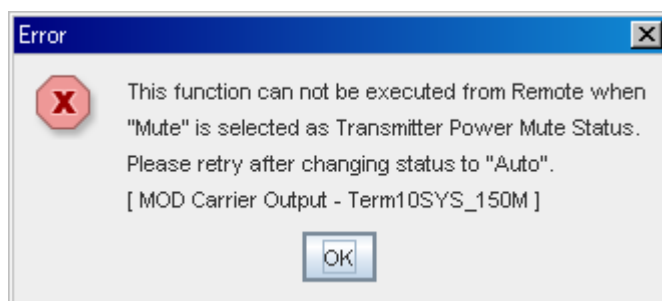 Error
This function can not be executed from Remote when
"Mute" is selected as Transmitter Power Mute Status.
Please retry after changing status to "Auto".
[ MOD Carrier Output - Term10SYS_150M ]
OK